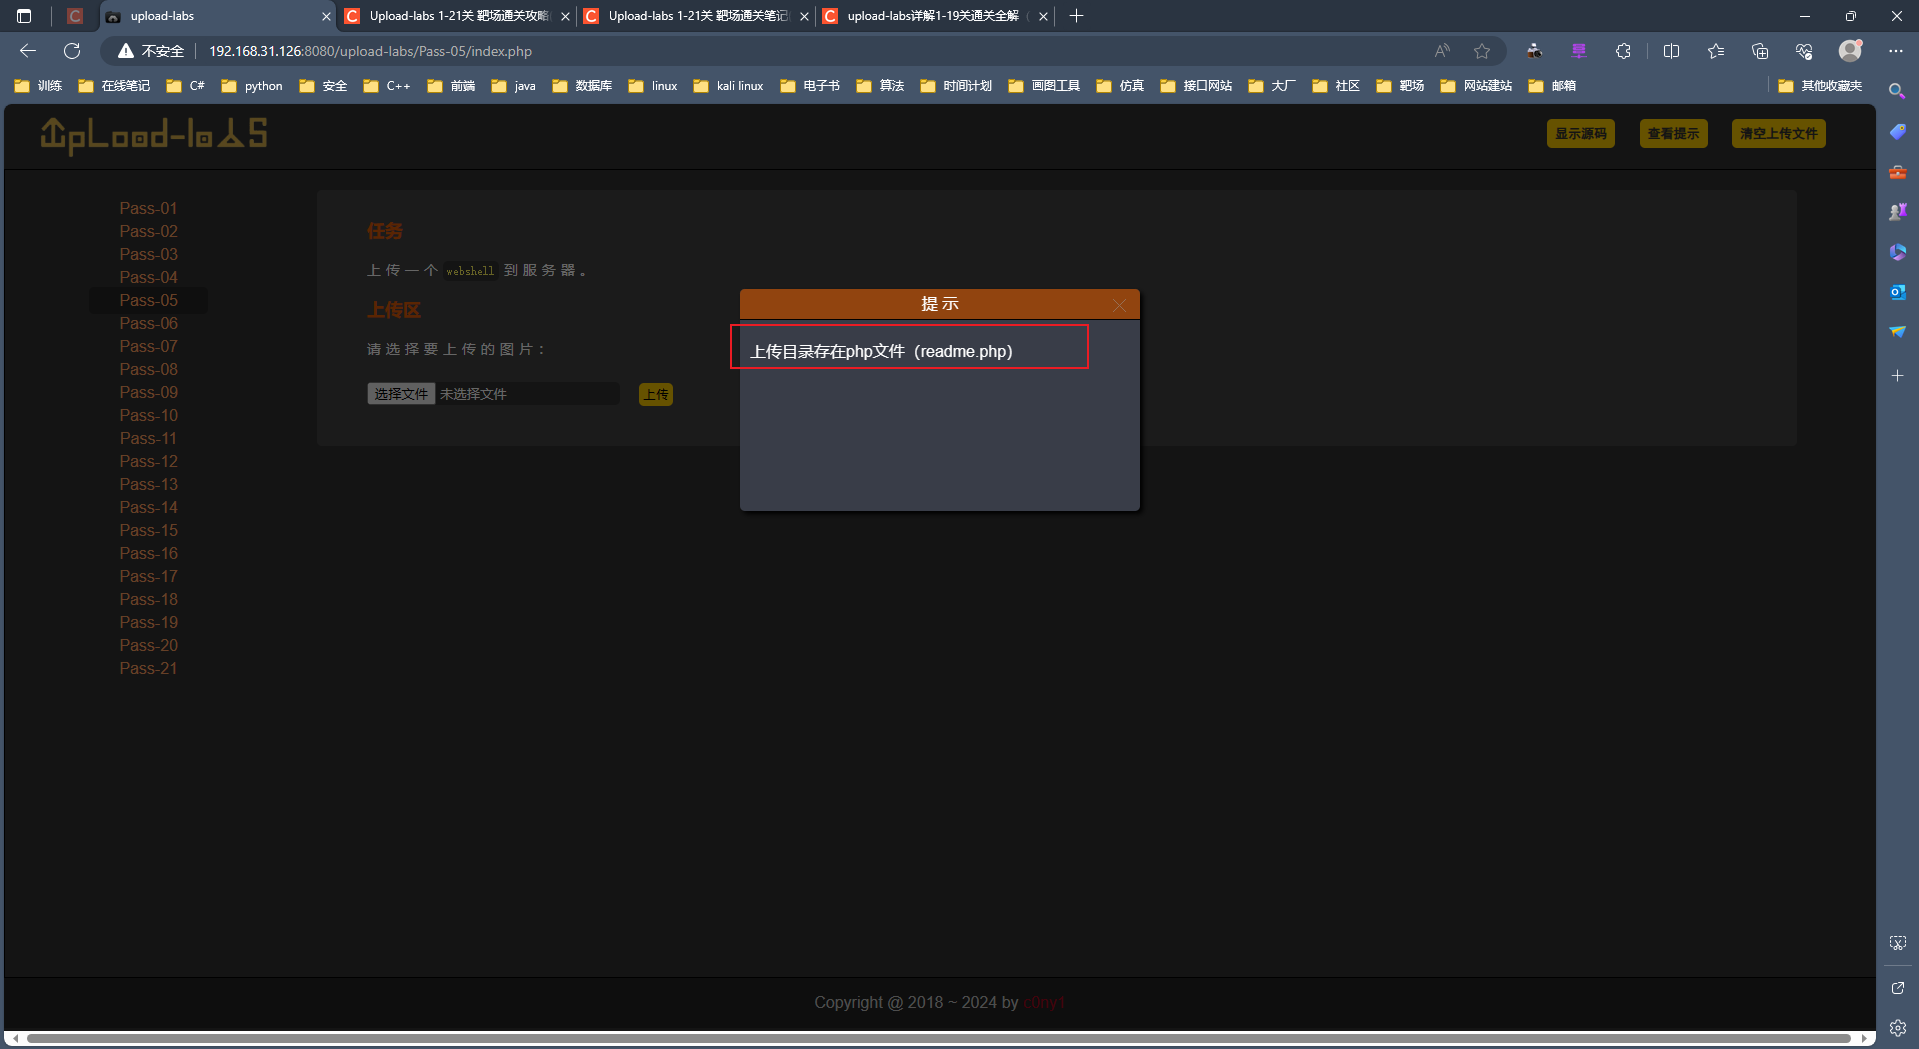 upload-labs
Upload-labs 1-21关 靶场通关攻略
Upload-labs 1-21关 靶场通关笔记
upload-labs详解1-19关通关全解
不安全
192.168.31.126:8080/upload-labs/Pass-05/index.php
训练 在线笔记 C# python 安全 C++ 前端 java 数据库 linux kali linux 电子书 算法 时间计划 画图工具 仿真 接口网站 大厂 社区 靶场 网站建站 邮箱 其他收藏夹
UpLoad-labS
显示源码 查看提示 清空上传文件
Pass-01
Pass-02
Pass-03
Pass-04
Pass-05
Pass-06
Pass-07
Pass-08
Pass-09
Pass-10
Pass-11
Pass-12
Pass-13
Pass-14
Pass-15
Pass-16
Pass-17
Pass-18
Pass-19
Pass-20
Pass-21
任务
上传一个 webshell 到服务器。
上传区
请选择要上传的图片：
选择文件 未选择文件 上传
提示
上传目录存在php文件（readme.php）
Copyright @ 2018 ~ 2024 by c0ny1